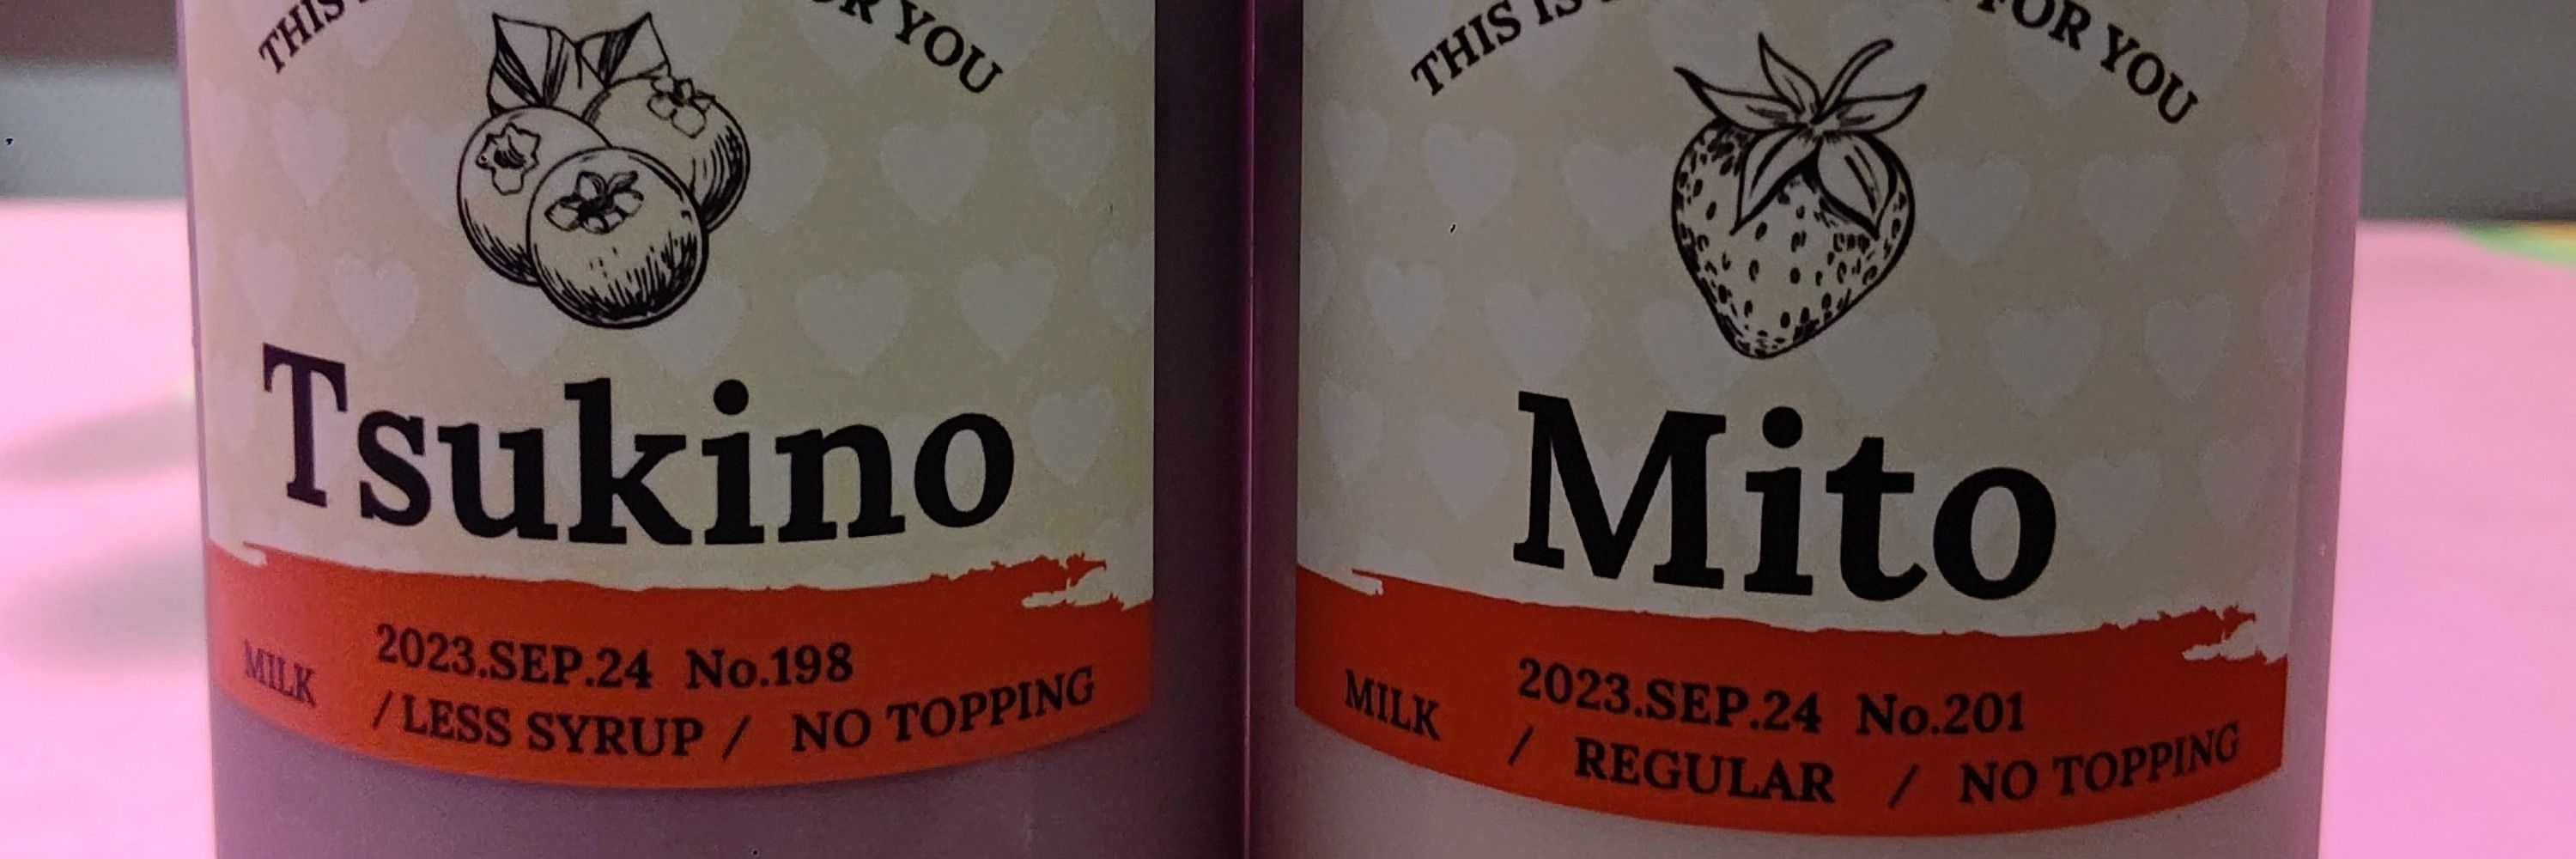 THIS FOR YOU
Tsukino
2023.SEP.24 No.198
MILK / LESS SYRUP / NO TOPPING
THIS IS FOR YOU
Mito
2023.SEP.24 No.201
MILK / REGULAR / NO TOPPING